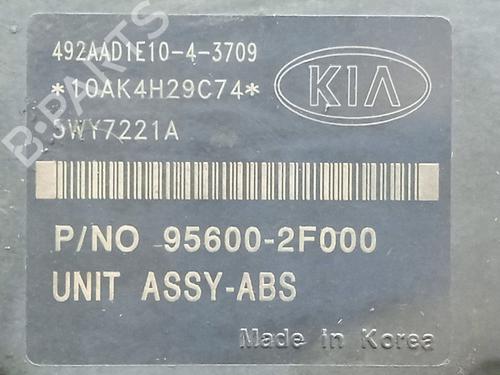 492AAD1E10-4-3709
*10AK4H29C74*
KIA
5WY7221A
P/NO 95600-2F000
UNIT ASSY-ABS
Made in Korea
B-PARTS